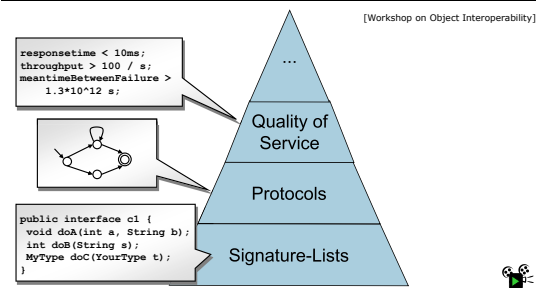 [Workshop on Object Interoperability]
responsetime < 10ms;
throughput > 100 / s;
meantimeBetweenFailure >
1.3*10^12 s;
...
Quality of
Service
Protocols
public interface c1 {
void doA(int a, String b);
int doB(String s);
MyType doC(YourType t);
}
Signature-Lists